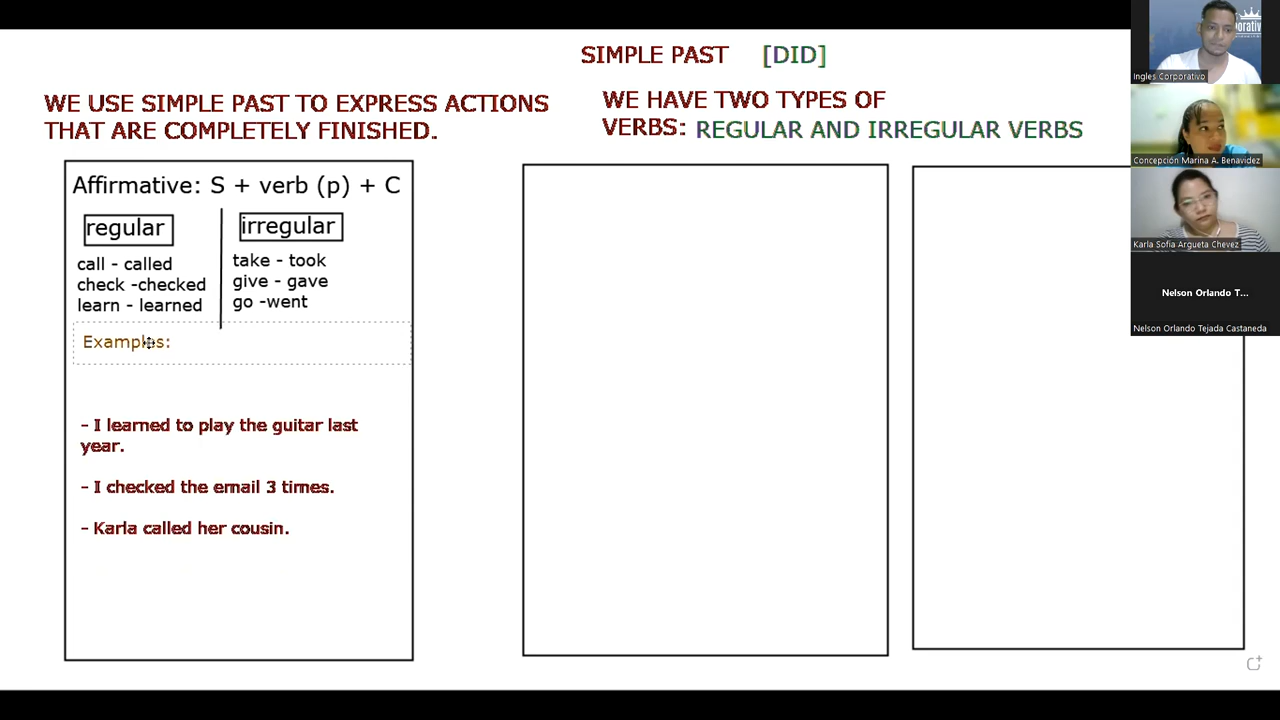 SIMPLE PAST [DID]
WE USE SIMPLE PAST TO EXPRESS ACTIONS
THAT ARE COMPLETELY FINISHED.
WE HAVE TWO TYPES OF
VERBS: REGULAR AND IRREGULAR VERBS
Affirmative: S + verb (p) + C
regular
call - called
check -checked
learn - learned
irregular
take - took
give - gave
go -went
Examples:
- I learned to play the guitar last
year.
- I checked the email 3 times.
- Karla called her cousin.
Ingles Corporativo
Concepción Marina A. Benavidez
Karla Sofia Argueta Chevez
Nelson Orlando T...
Nelson Orlando Tejada Castaneda